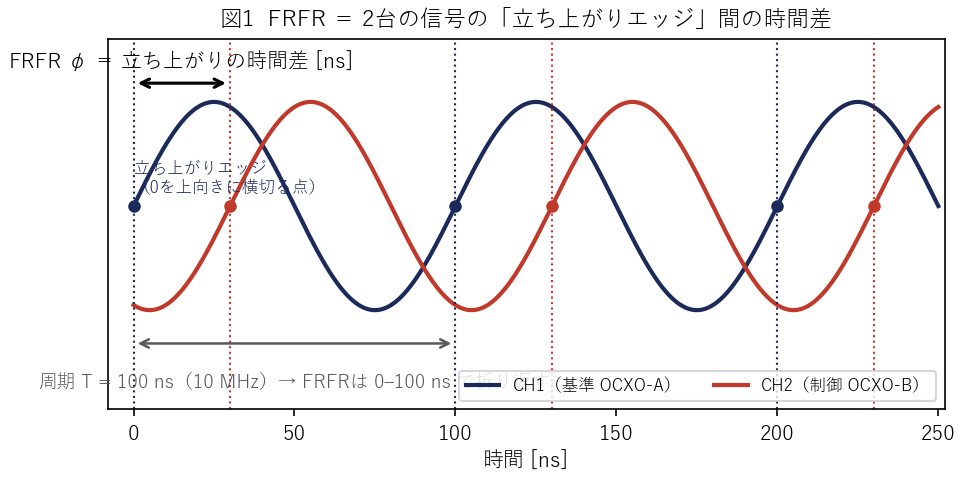 図1 FRFR = 2台の信号の「立ち上がりエッジ」間の時間差
FRFR φ = 立ち上がりの時間差 [ns]
立ち上がりエッジ
(0を上向きに横切る点)
周期 T = 100 ns（10 MHz）→ FRFRは 0–100 ns
CH1（基準 OCXO-A）
CH2（制御 OCXO-B）
0 50 100 150 200 250
時間 [ns]